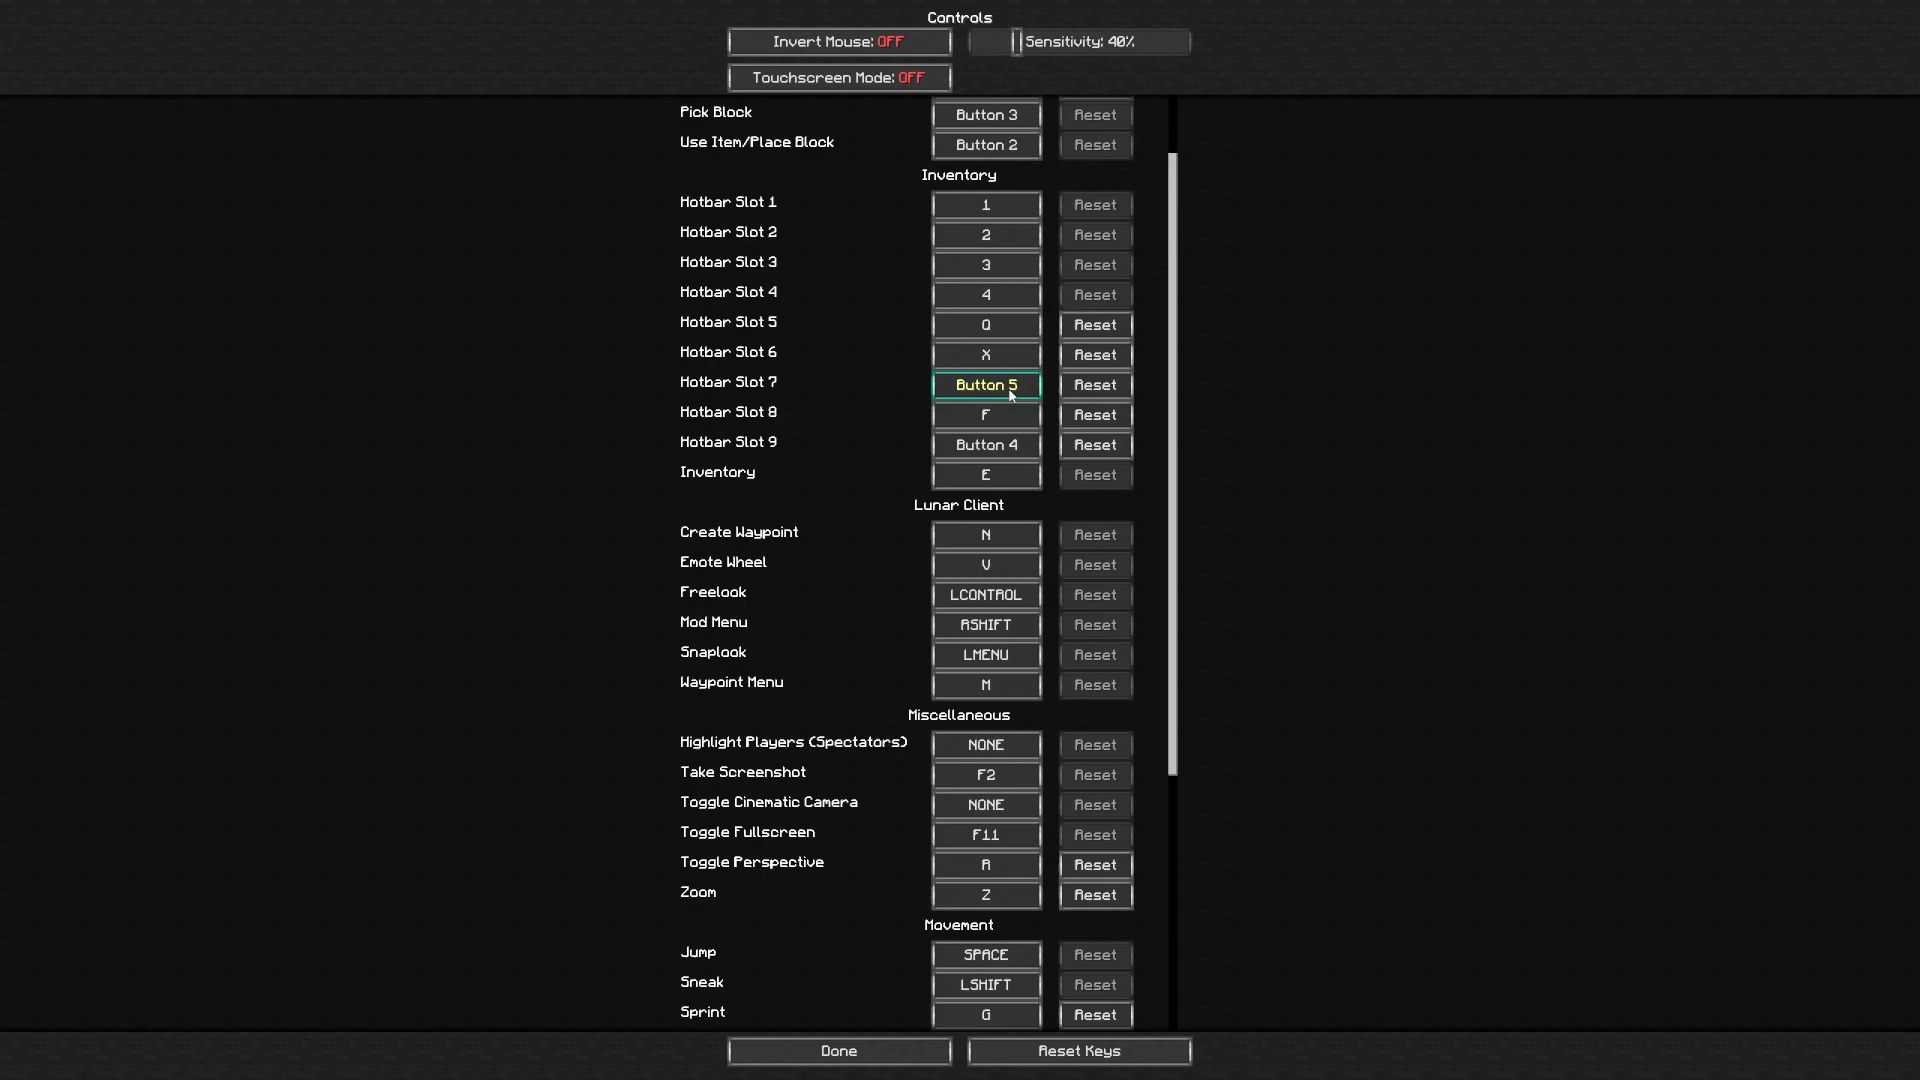 Controls
Invert Mouse: OFF Sensitivity: 40%
Touchscreen Mode: OFF
Pick Block Button 3 Reset
Use Item/Place Block Button 2 Reset
Inventory
Hotbar Slot 1 1 Reset
Hotbar Slot 2 2 Reset
Hotbar Slot 3 3 Reset
Hotbar Slot 4 4 Reset
Hotbar Slot 5 Q Reset
Hotbar Slot 6 X Reset
Hotbar Slot 7 Button 5 Reset
Hotbar Slot 8 F Reset
Hotbar Slot 9 Button 4 Reset
Inventory E Reset
Lunar Client
Create Waypoint N Reset
Emote Wheel V Reset
Freelook LCONTROL Reset
Mod Menu RSHIFT Reset
Snaplook LMENU Reset
Waypoint Menu M Reset
Miscellaneous
Highlight Players (Spectators) NONE Reset
Take Screenshot F2 Reset
Toggle Cinematic Camera NONE Reset
Toggle Fullscreen F11 Reset
Toggle Perspective R Reset
Zoom Z Reset
Movement
Jump SPACE Reset
Sneak LSHIFT Reset
Sprint G Reset
Done Reset Keys